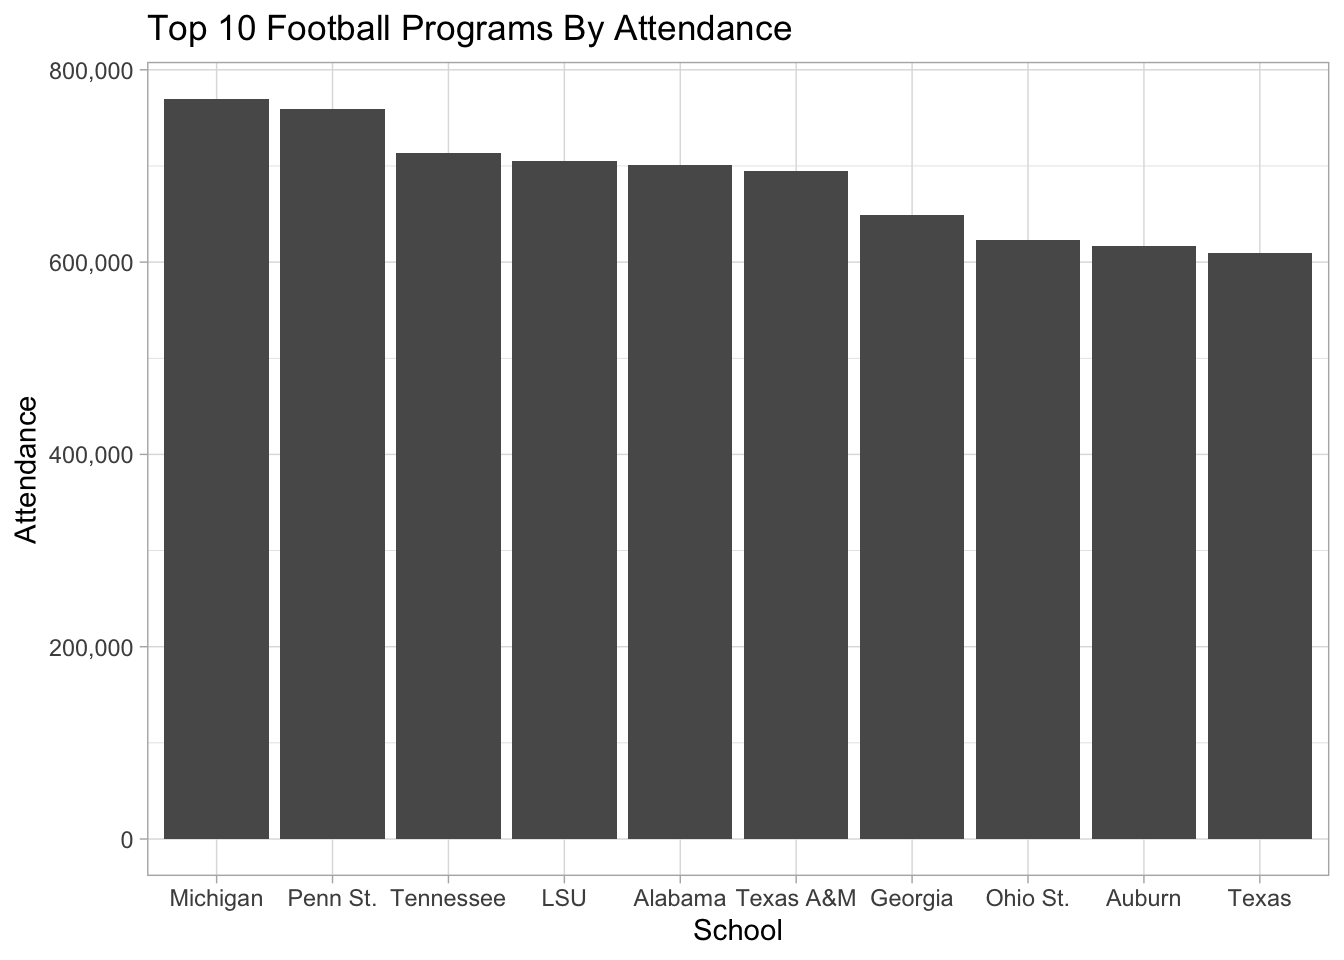 Top 10 Football Programs By Attendance
800,000
600,000
400,000
200,000
0
Attendance
Michigan Penn St. Tennessee LSU Alabama Texas A&M Georgia Ohio St. Auburn Texas
School